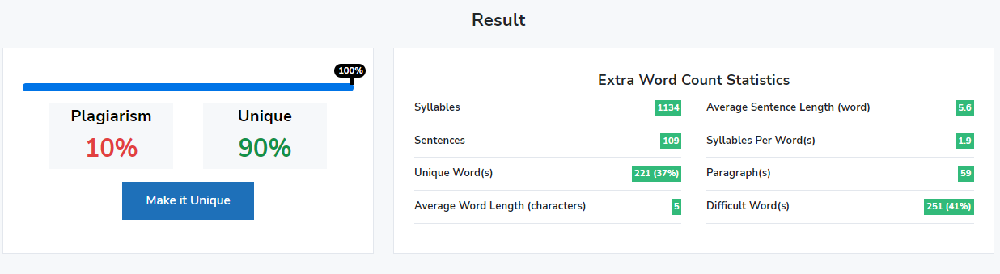 Result
100%
Plagiarism
10%
Unique
90%
Make it Unique
Extra Word Count Statistics
Syllables 1134
Average Sentence Length (word) 5.6
Sentences 109
Syllables Per Word(s) 1.9
Unique Word(s) 221 (37%)
Paragraph(s) 59
Average Word Length (characters) 5
Difficult Word(s) 251 (41%)